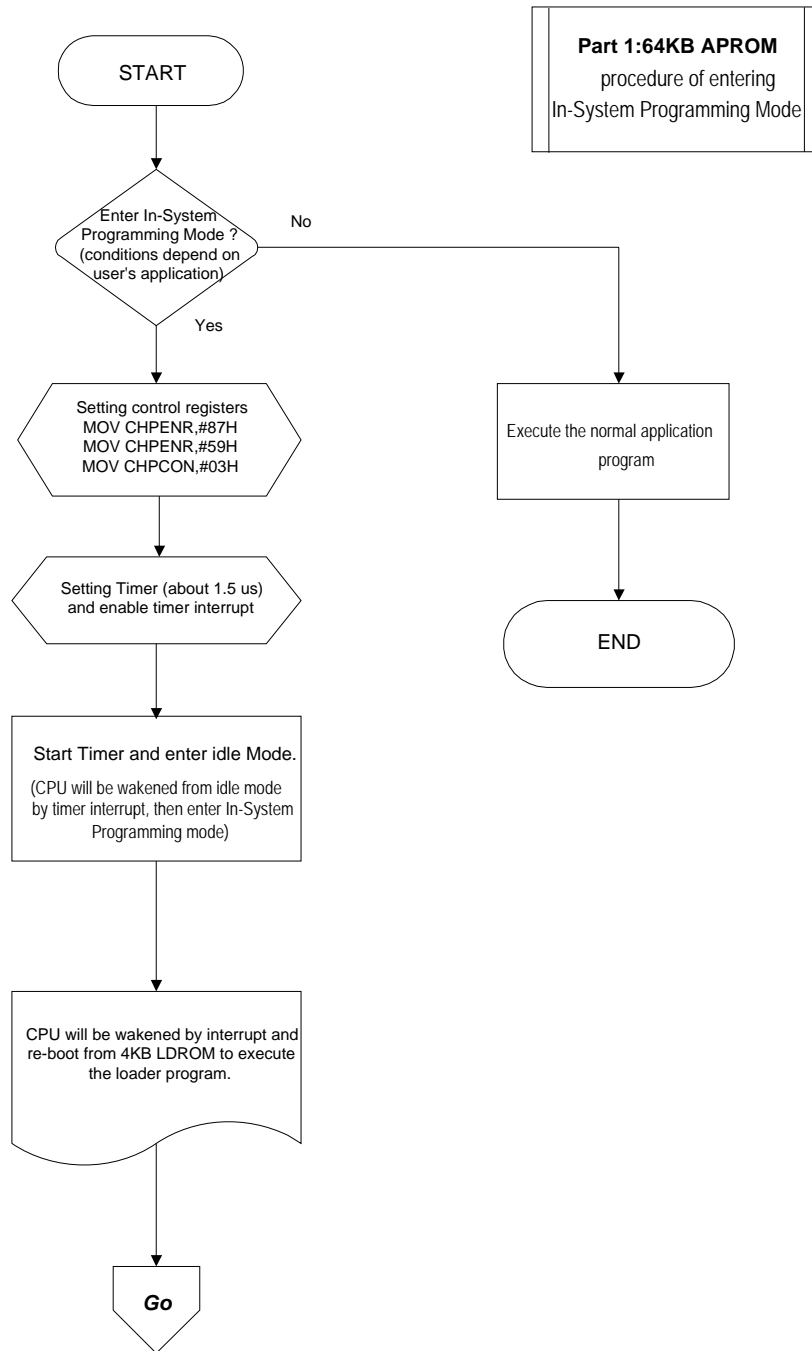 START
Part 1:64KB APROM
procedure of entering
In-System Programming Mode
Enter In-System
Programming Mode ?
(conditions depend on
user's application)
No
Yes
Setting control registers
MOV CHPENR,#87H
MOV CHPENR,#59H
MOV CHPCON,#03H
Execute the normal application
program
Setting Timer (about 1.5 us)
and enable timer interrupt
END
Start Timer and enter idle Mode.
(CPU will be wakened from idle mode
by timer interrupt, then enter In-System
Programming mode)
CPU will be wakened by interrupt and
re-boot from 4KB LDROM to execute
the loader program.
Go